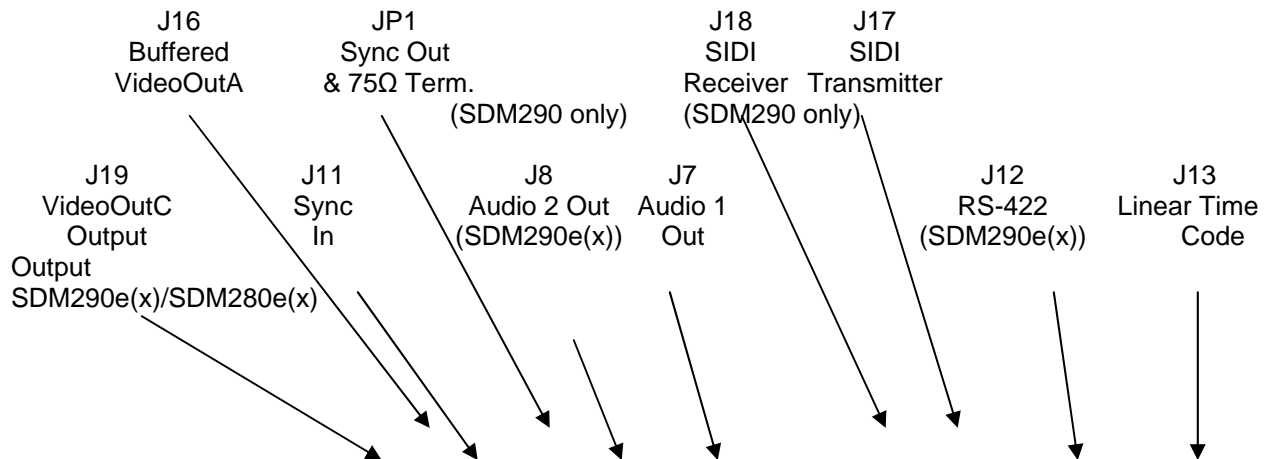 J16 JP1 J18 J17
Buffered Sync Out SIDI SIDI
VideoOutA & 75Ω Term. Receiver Transmitter
(SDM290 only) (SDM290 only)
J19 J11 J8 J7 J12 J13
VideoOutC Sync Audio 2 Out Audio 1 RS-422 Linear Time
Output In (SDM290e(x)) Out (SDM290e(x)) Code
Output
SDM290e(x)/SDM280e(x)